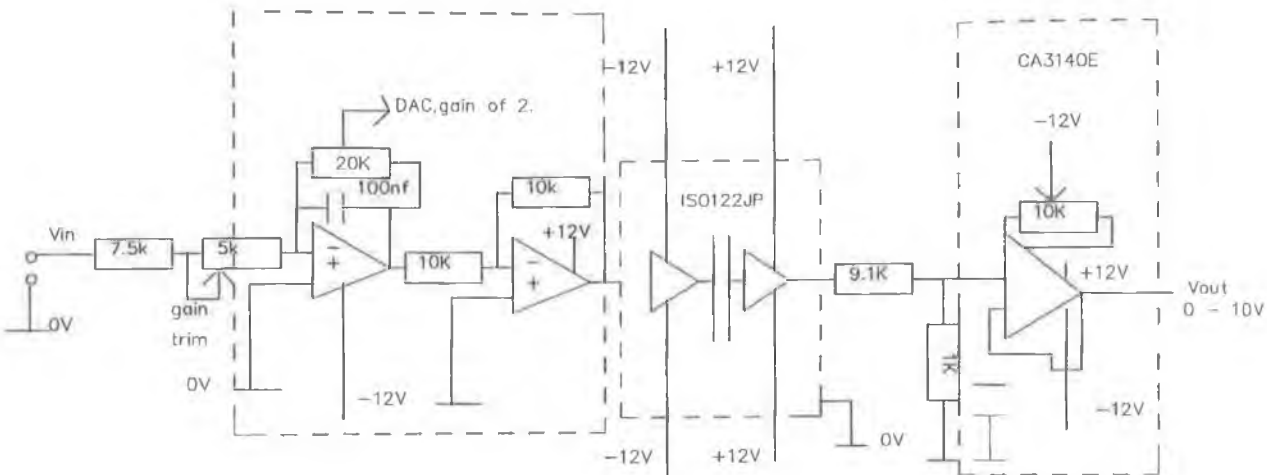 -12V
+12V
CA3140E
-12V
DAC,gain of 2.
20K
100nf
10k
ISO122JP
10K
Vin
7.5k
5k
-
+
10K
-
+
+12V
9.1K
+12V
Vout
0 - 10V
0V
gain
trim
0V
-12V
1K
0V
-12V
-12V
+12V